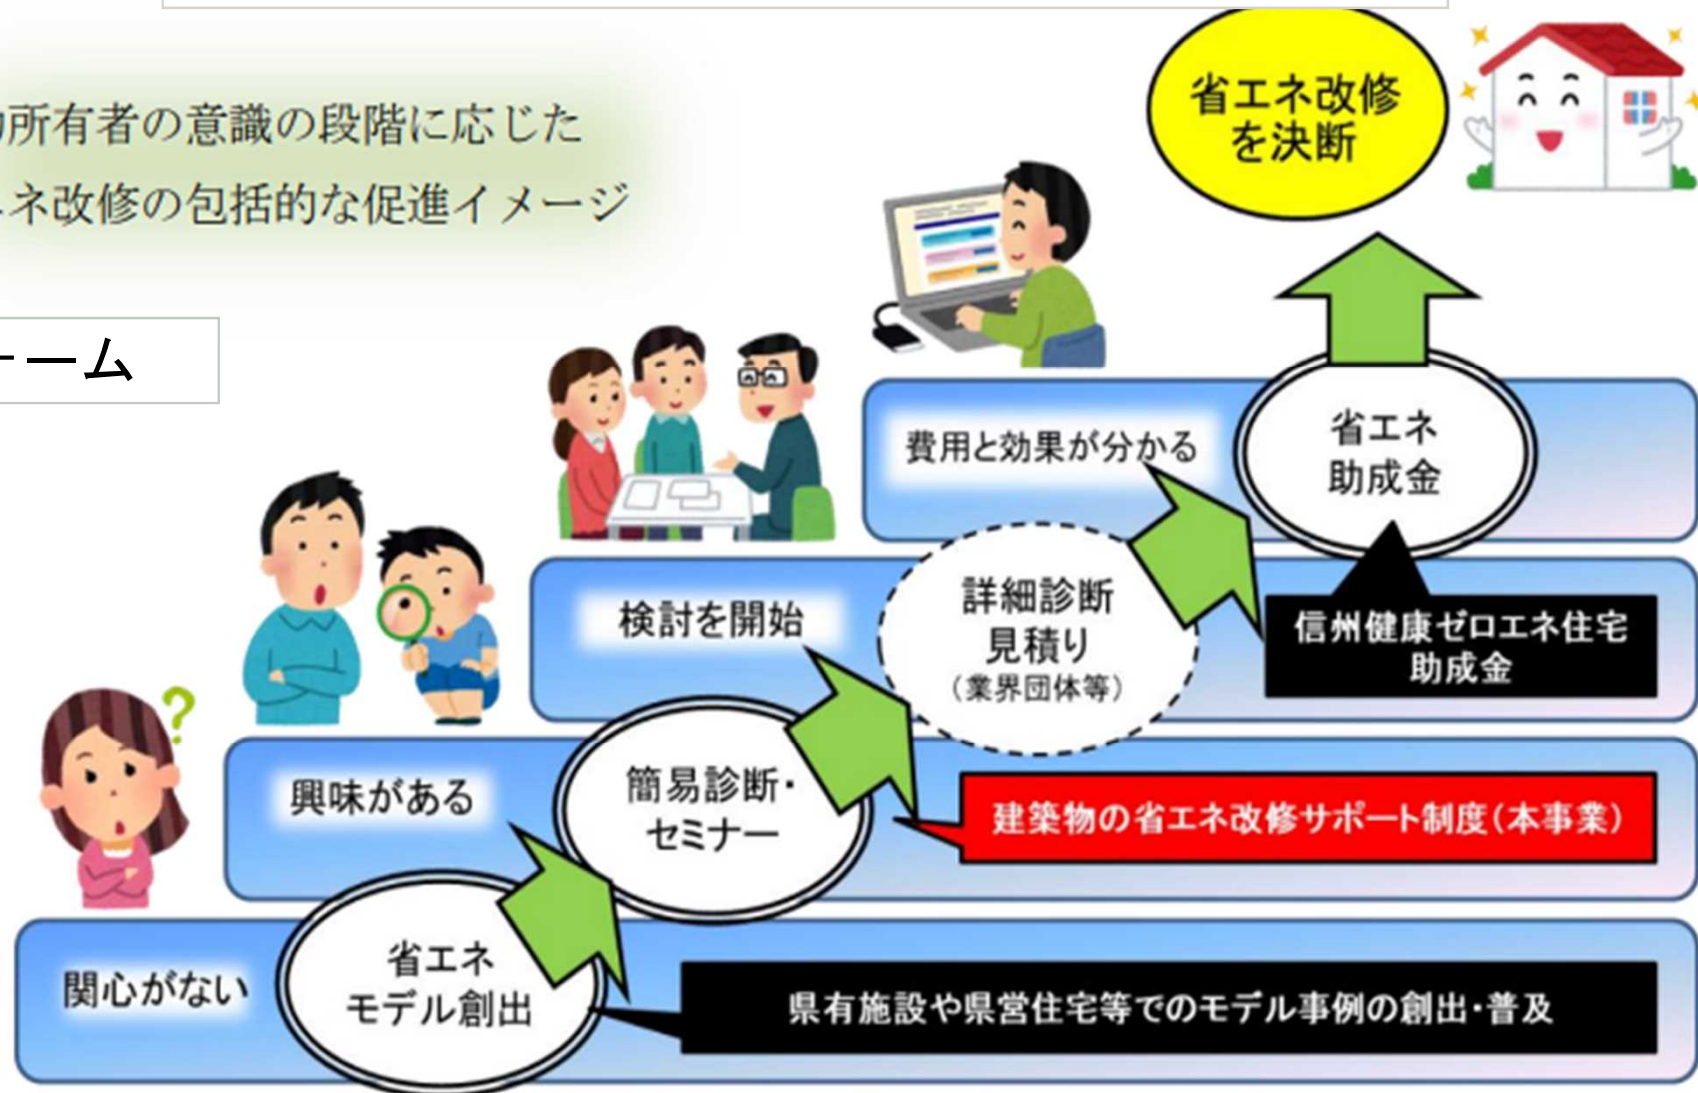 所有者の意識の段階に応じた
ネ改修の包括的な促進イメージ
ォーム
省エネ改修
を決断
費用と効果が分かる
省エネ
助成金
検討を開始
詳細診断
見積り
（業界団体等）
信州健康ゼロエネ住宅
助成金
興味がある
簡易診断・
セミナー
建築物の省エネ改修サポート制度（本事業）
関心がない
省エネ
モデル創出
県有施設や県営住宅等でのモデル事例の創出・普及